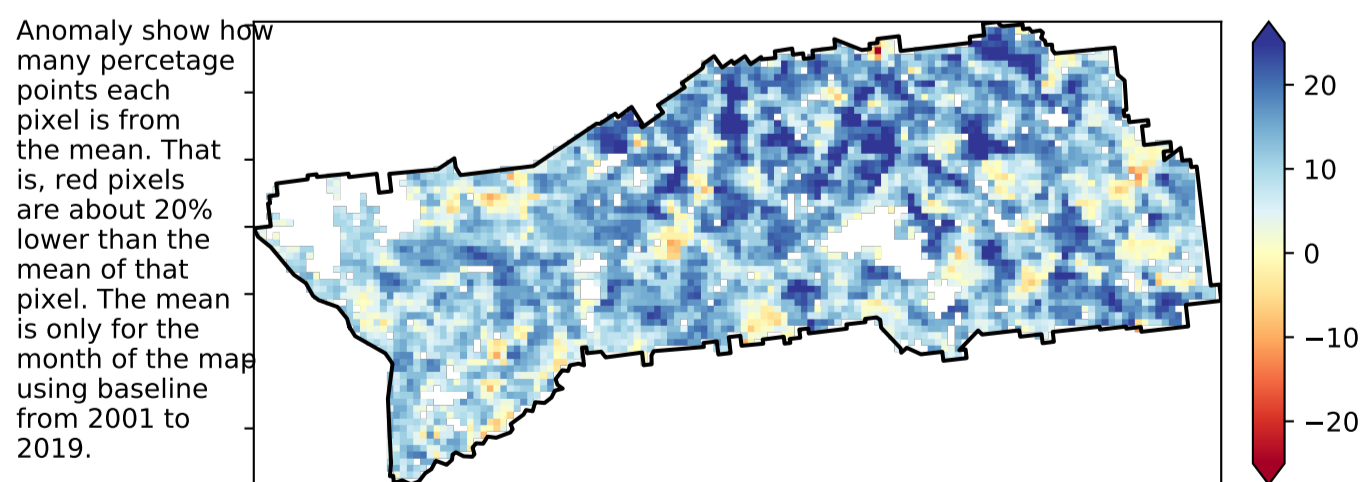 Anomaly show how
many percetage
points each
pixel is from
the mean. That
is, red pixels
are about 20%
lower than the
mean of that
pixel. The mean
is only for the
month of the map
using baseline
from 2001 to
2019.
20
10
0
−10
−20